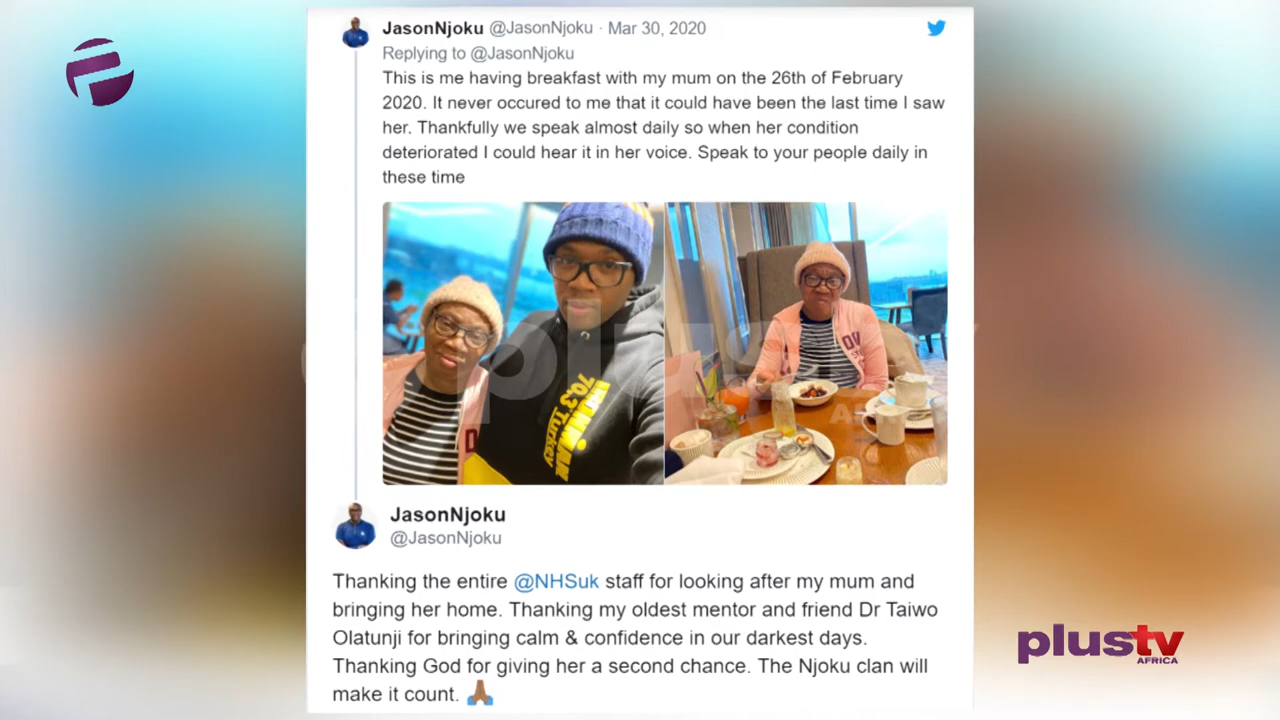 JasonNjoku @JasonNjoku · Mar 30, 2020
Replying to @JasonNjoku
This is me having breakfast with my mum on the 26th of February
2020. It never occured to me that it could have been the last time I saw
her. Thankfully we speak almost daily so when her condition
deteriorated I could hear it in her voice. Speak to your people daily in
these time
70.3 Turkey
plus
JasonNjoku
@JasonNjoku
Thanking the entire @NHSuk staff for looking after my mum and
bringing her home. Thanking my oldest mentor and friend Dr Taiwo
Olatunji for bringing calm & confidence in our darkest days.
Thanking God for giving her a second chance. The Njoku clan will
make it count. 🙏🏾
plustv
AFRICA